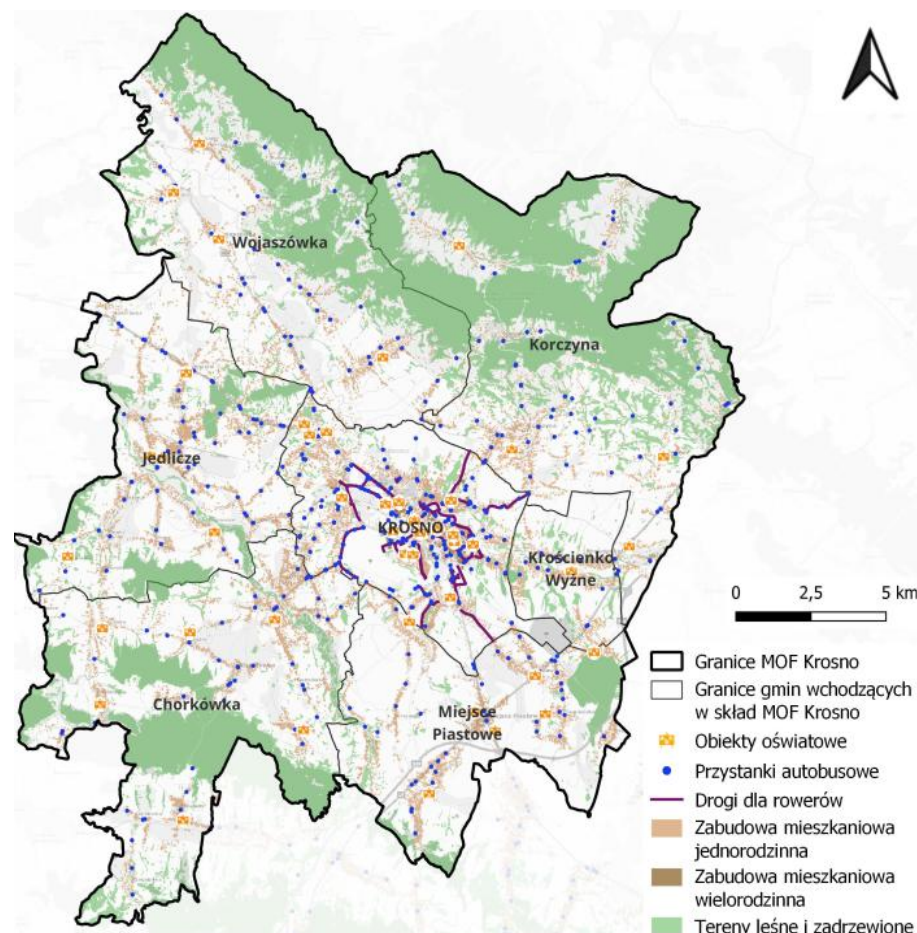 Wojaszówka
Korczyna
Jedlicze
KROSNO
Krościenko
Wyżne
Chorkówka
Miejsce
Piastowe
0 2,5 5 km
Granice MOF Krosno
Granice gmin wchodzących
w skład MOF Krosno
Obiekty oświatowe
Przystanki autobusowe
Drogi dla rowerów
Zabudowa mieszkaniowa
jednorodzinna
Zabudowa mieszkaniowa
wielorodzinna
Tereny leśne i zadrzewione